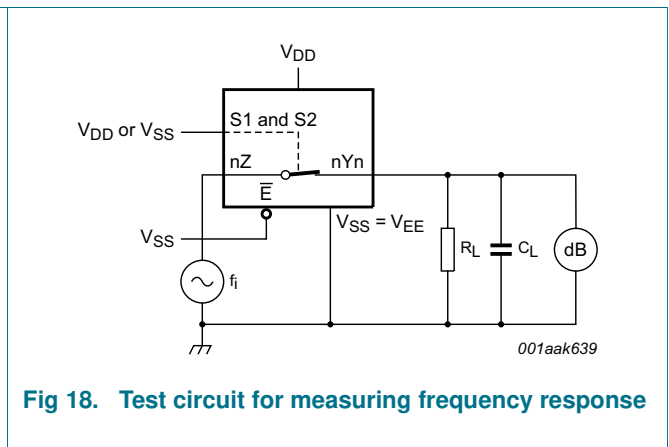 VDD
S1 and S2
VDD or VSS
nZ
nYn
E
VSS = VEE
VSS
RL
CL
dB
fi
001aak639
Fig 18. Test circuit for measuring frequency response